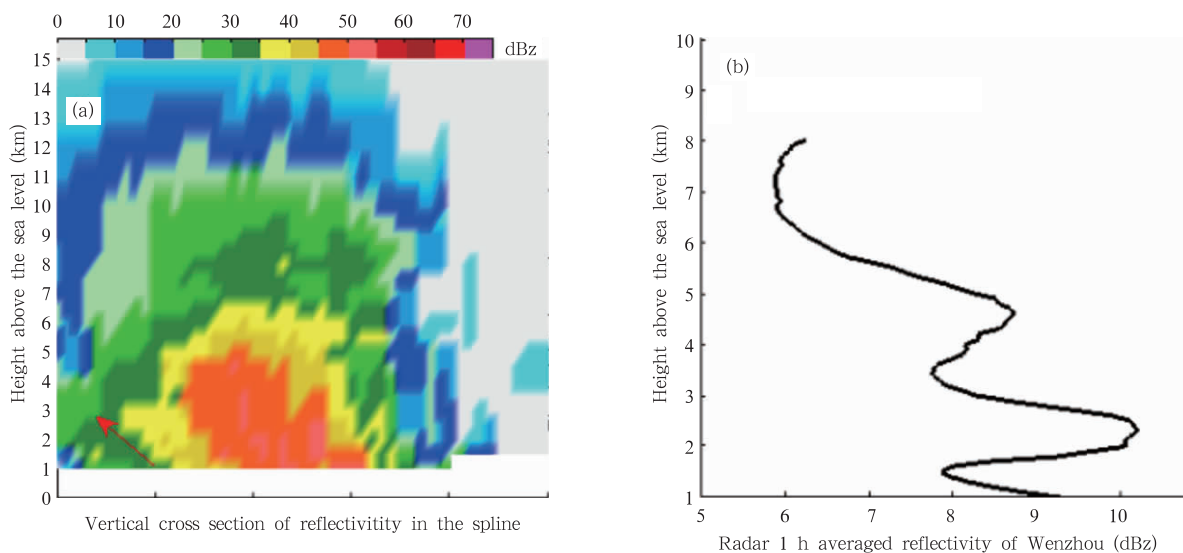 0 10 20 30 40 50 60 70
dBz
(a)
Height above the sea level (km)
15
14
13
12
11
10
9
8
7
6
5
4
3
2
1
0
Vertical cross section of reflectivitity in the spline
(b)
Height above the sea level (km)
10
9
8
7
6
5
4
3
2
1
5 6 7 8 9 10
Radar 1 h averaged reflectivity of Wenzhou (dBz)